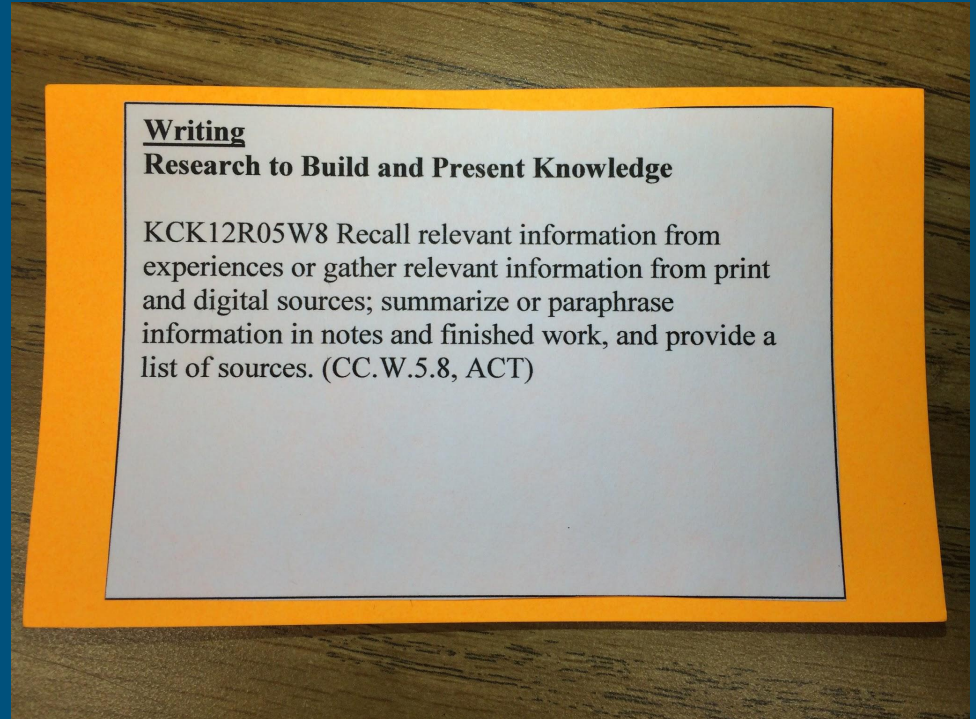 Writing
Research to Build and Present Knowledge
KCK12R05W8 Recall relevant information from
experiences or gather relevant information from print
and digital sources; summarize or paraphrase
information in notes and finished work, and provide a
list of sources. (CC.W.5.8, ACT)